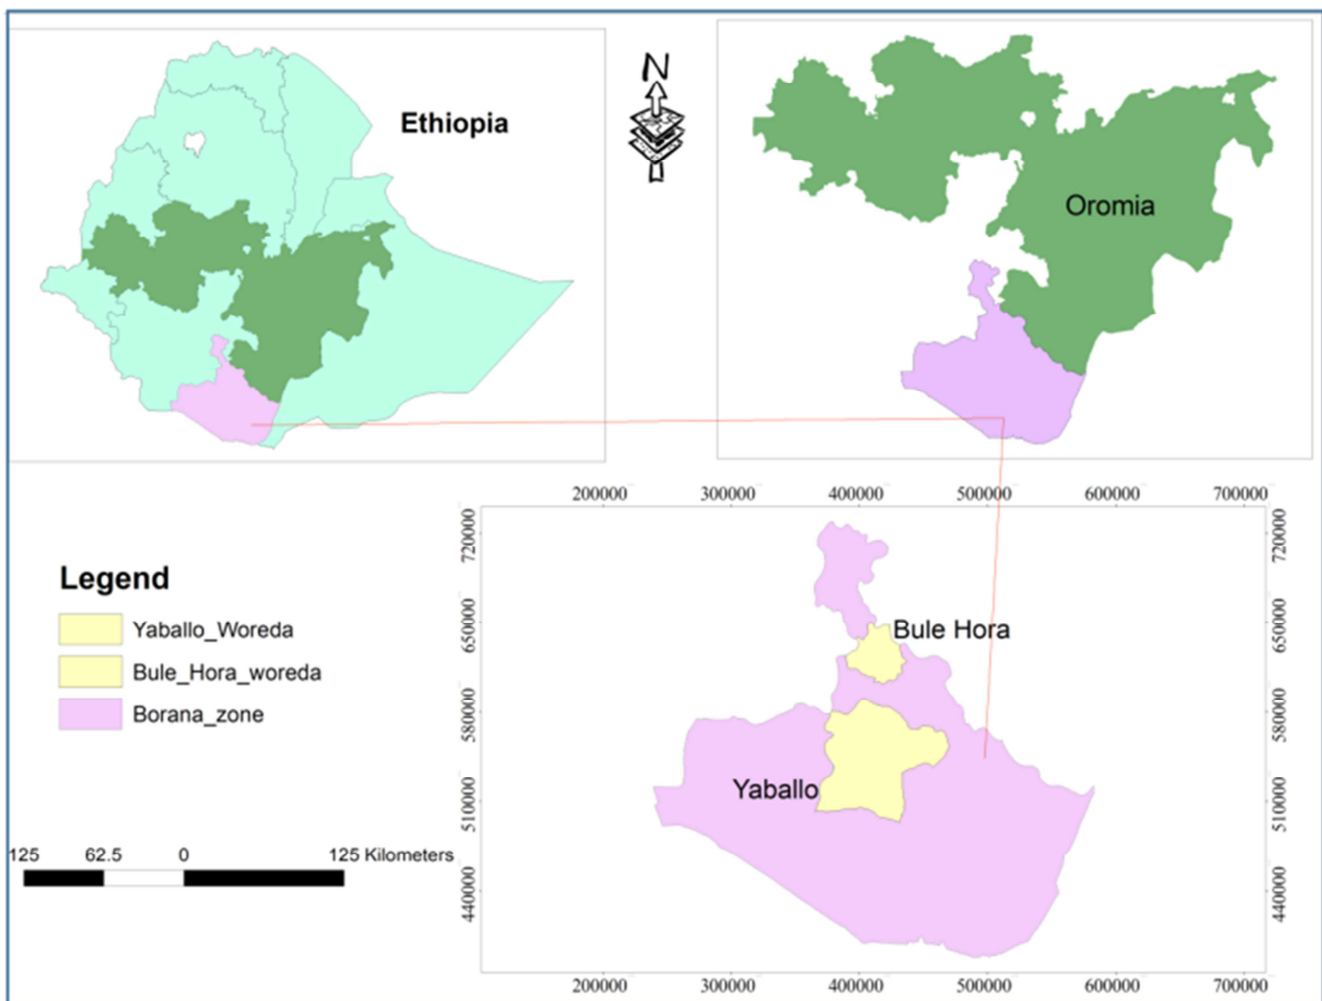 Ethiopia
N
Oromia
200000 300000 400000 500000 600000 700000
720000 720000
650000 650000
580000 580000
510000 510000
440000 440000
Bule Hora
Yaballo
Legend
Yaballo_Woreda
Bule_Hora_woreda
Borana_zone
125 62.5 0 125 Kilometers
200000 300000 400000 500000 600000 700000